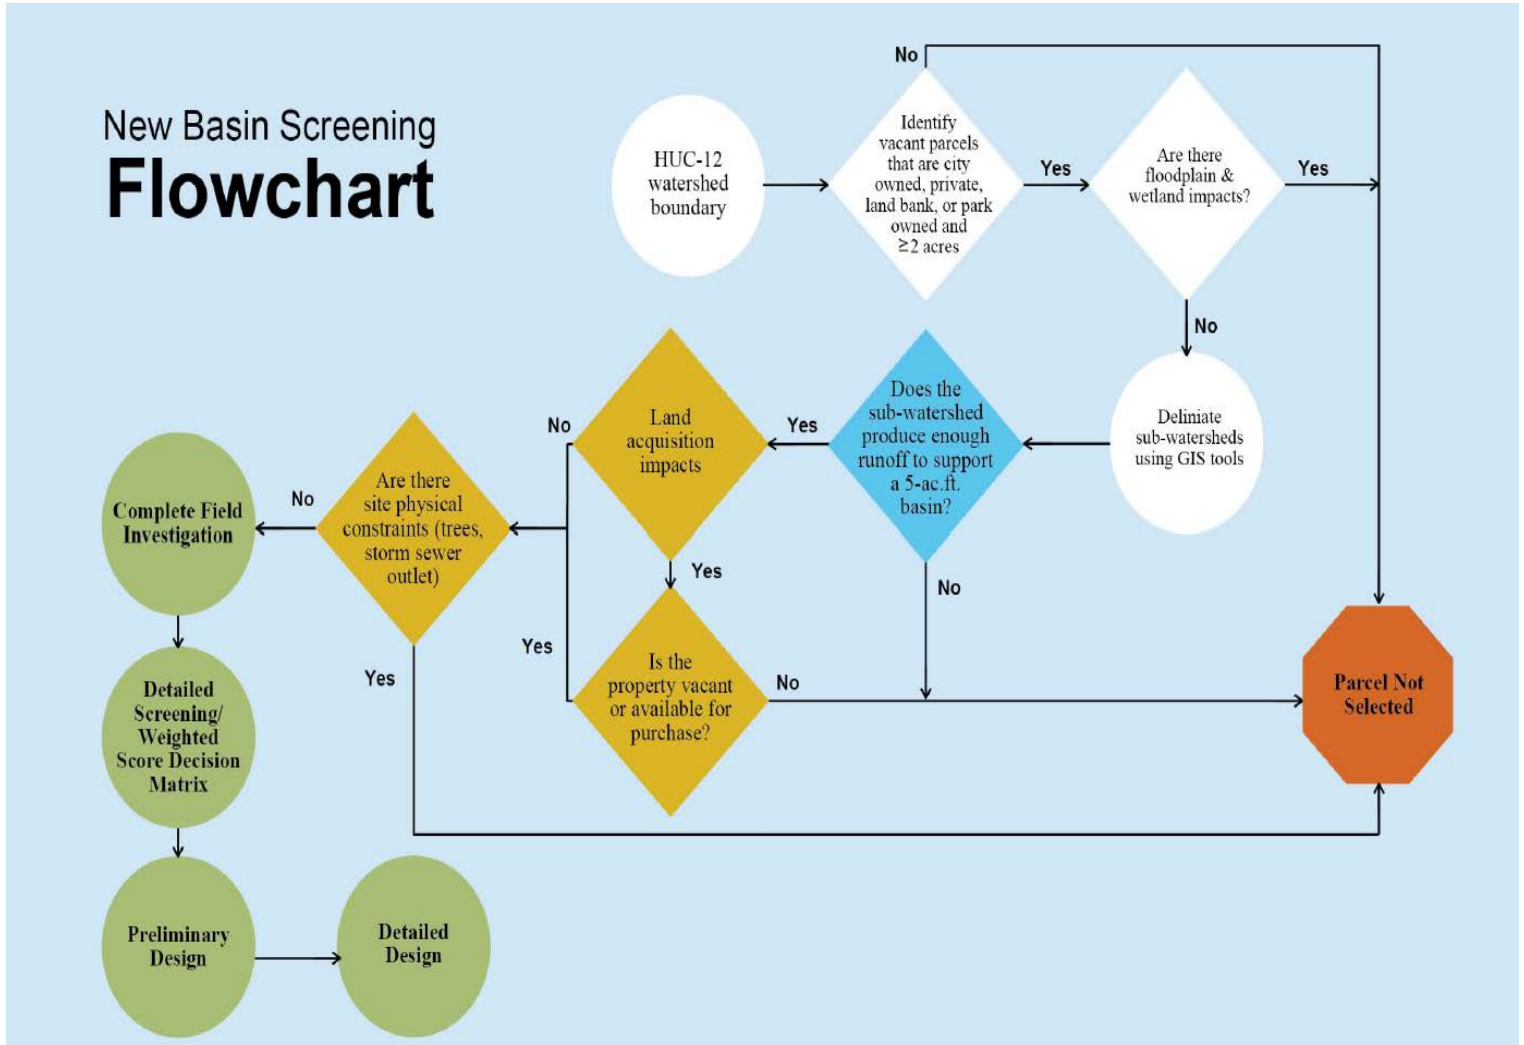 New Basin Screening
Flowchart
HUC-12
watershed
boundary
No
Identify
vacant parcels
that are city
owned, private,
land bank, or park
owned and
≥2 acres
Yes
Are there
floodplain &
wetland impacts?
Yes
No
Deliniate
sub-watersheds
using GIS tools
Does the
sub-watershed
produce enough
runoff to support
a 5-ac.ft.
basin?
Yes
No
Land
acquisition
impacts
No
Yes
Is the
property vacant
or available for
purchase?
Yes
No
Are there
site physical
constraints (trees,
storm sewer
outlet)
No
Yes
Complete Field
Investigation
Detailed
Screening/
Weighted
Score Decision
Matrix
Preliminary
Design
Detailed
Design
Parcel Not
Selected